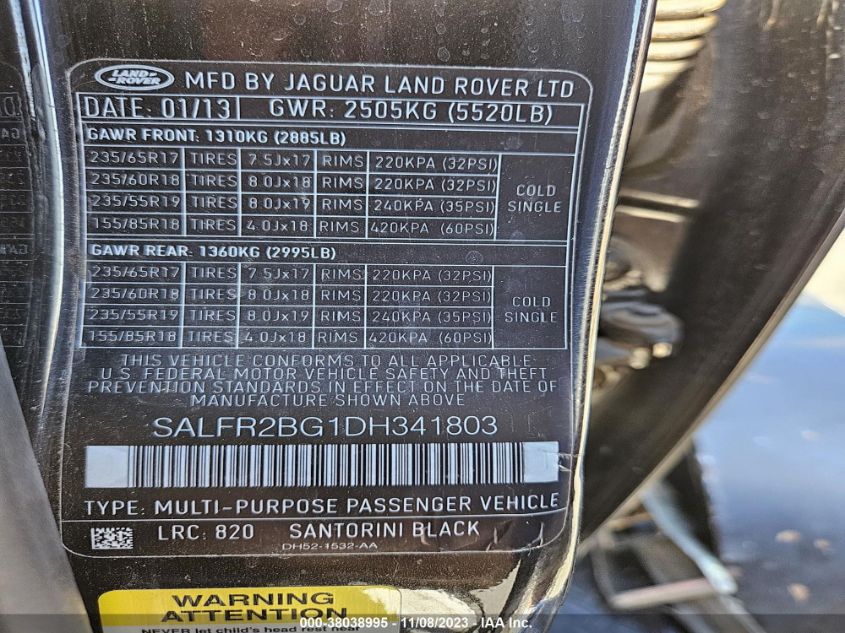 LAND ROVER MFD BY JAGUAR LAND ROVER LTD
DATE: 01/13 GWR: 2505KG (5520LB)
GAWR FRONT: 1310KG (2885LB)
235/65R17 TIRES 7.5Jx17 RIMS 220KPA (32PSI)
235/60R18 TIRES 8.0Jx18 RIMS 220KPA (32PSI)
235/55R19 TIRES 8.0Jx19 RIMS 240KPA (35PSI)
155/85R18 TIRES 4.0Jx18 RIMS 420KPA (60PSI)
COLD
SINGLE
GAWR REAR: 1360KG (2995LB)
235/65R17 TIRES 7.5Jx17 RIMS 220KPA (32PSI)
235/60R18 TIRES 8.0Jx18 RIMS 220KPA (32PSI)
235/55R19 TIRES 8.0Jx19 RIMS 240KPA (35PSI)
155/85R18 TIRES 4.0Jx18 RIMS 420KPA (60PSI)
COLD
SINGLE
THIS VEHICLE CONFORMS TO ALL APPLICABLE
U.S. FEDERAL MOTOR VEHICLE SAFETY AND THEFT
PREVENTION STANDARDS IN EFFECT ON THE DATE OF
MANUFACTURE SHOWN ABOVE
SALFR2BG1DH341803
TYPE: MULTI-PURPOSE PASSENGER VEHICLE
LRC: 820 SANTORINI BLACK
DH52-1532-AA
WARNING
ATTENTION
NEVER let child's head rest near
000-38038995 - 11/08/2023 - IAA Inc.